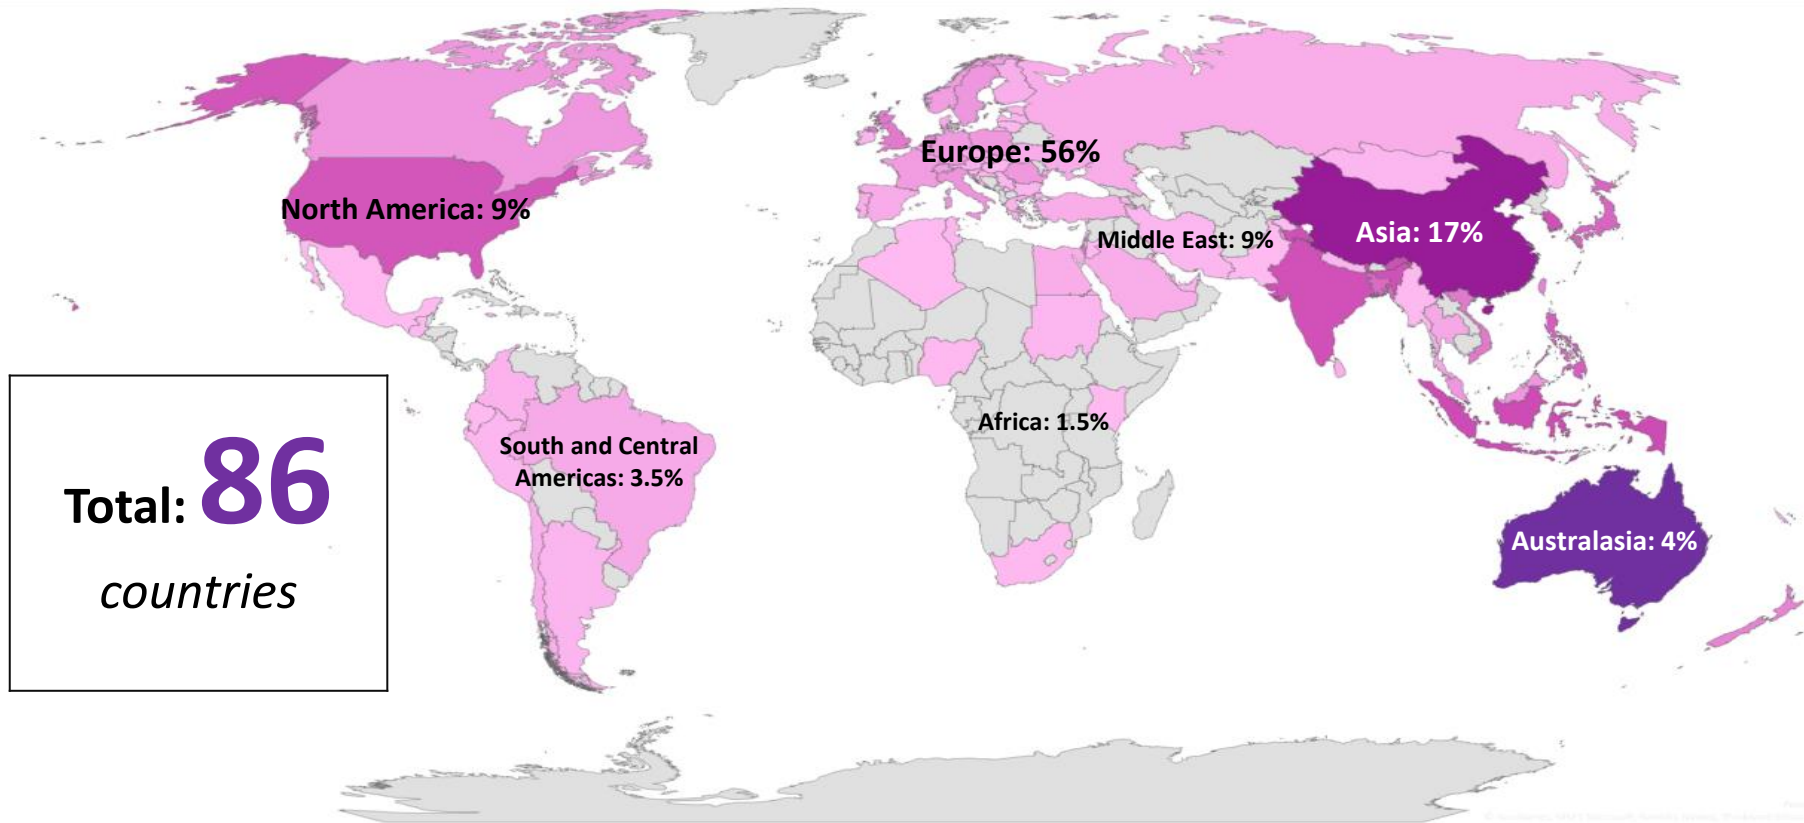 Europe: 56%
North America: 9%
Asia: 17%
Middle East: 9%
Africa: 1.5%
South and Central
Americas: 3.5%
Total: 86
countries
Australasia: 4%